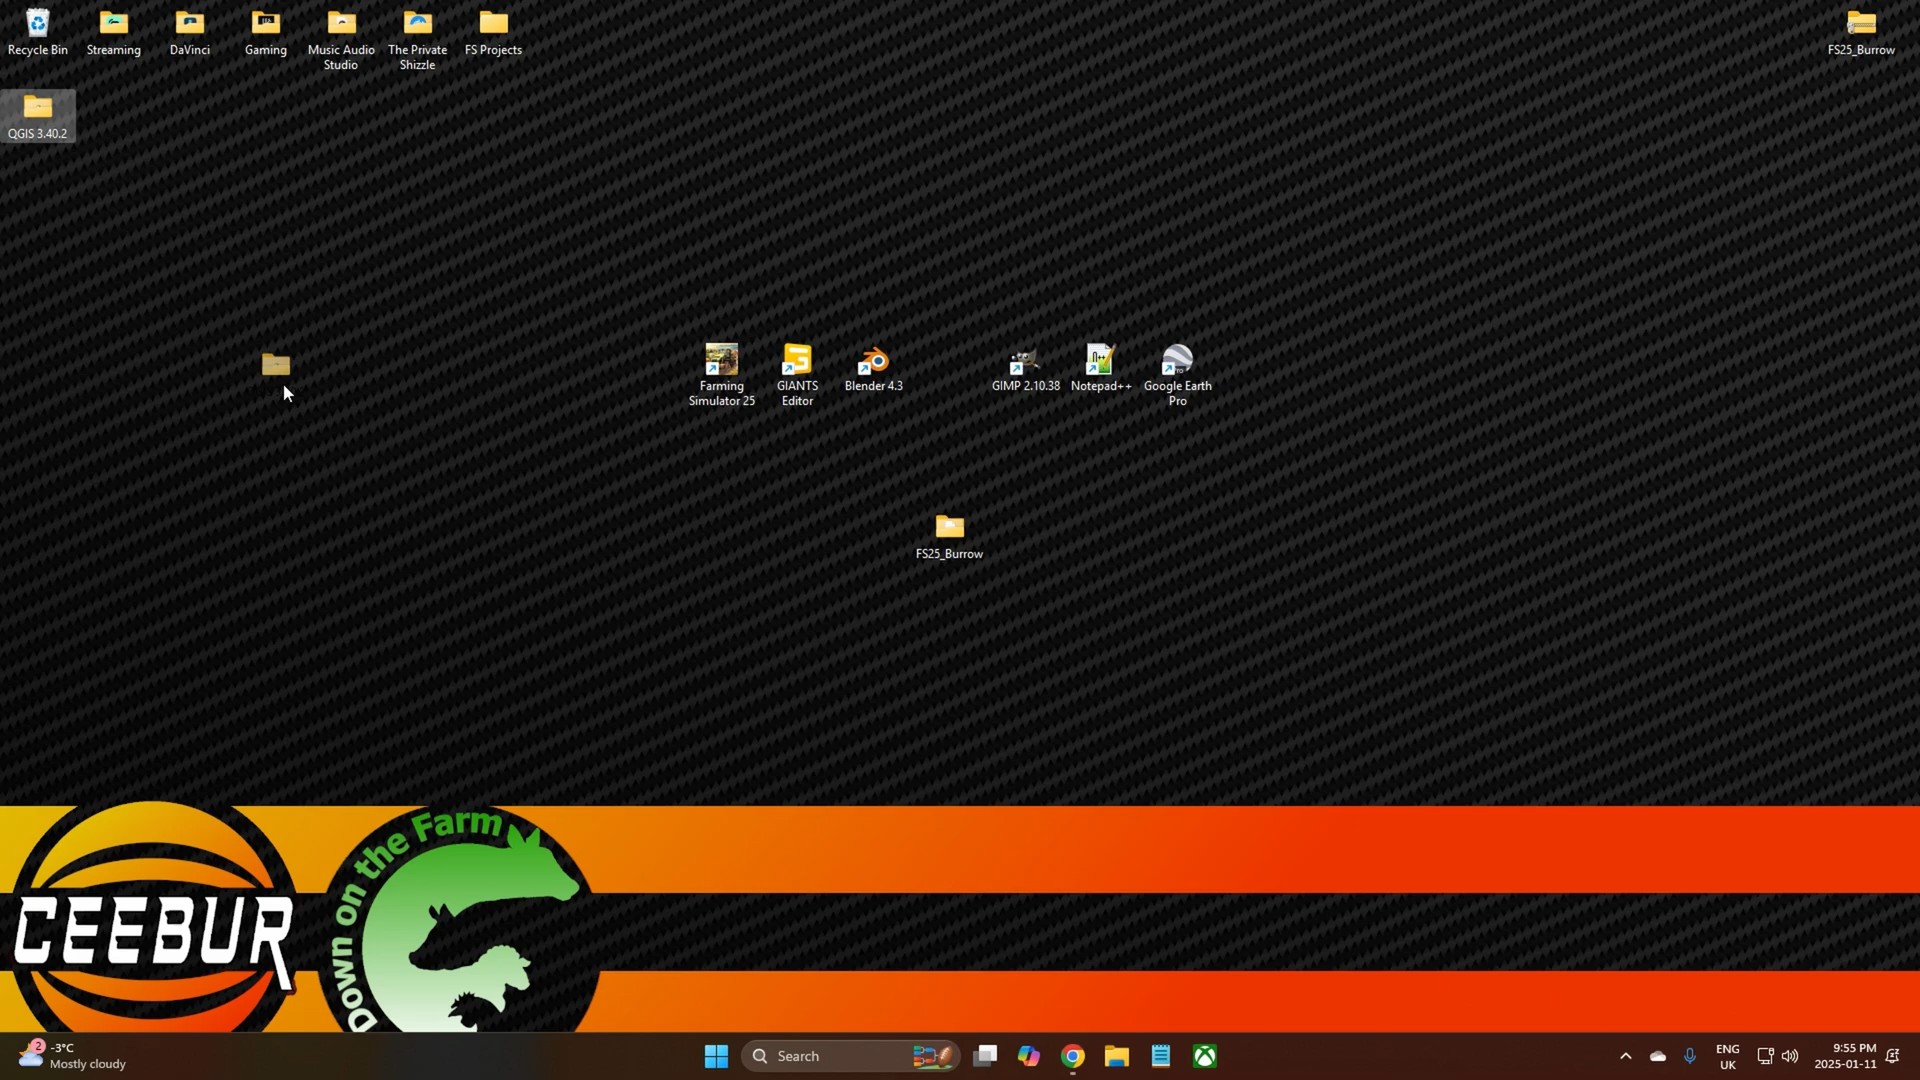 Recycle Bin
Streaming
DaVinci
Gaming
Music Audio
Studio
The Private
Shizzle
FS Projects
FS25_Burrow
QGIS 3.40.2
Farming
Simulator 25
GIANTS
Editor
Blender 4.3
GIMP 2.10.38
Notepad++
Google Earth
Pro
FS25_Burrow
CEEBUR
Down on the Farm
2
-3°C
Mostly cloudy
Search
ENG
UK
9:55 PM
2025-01-11